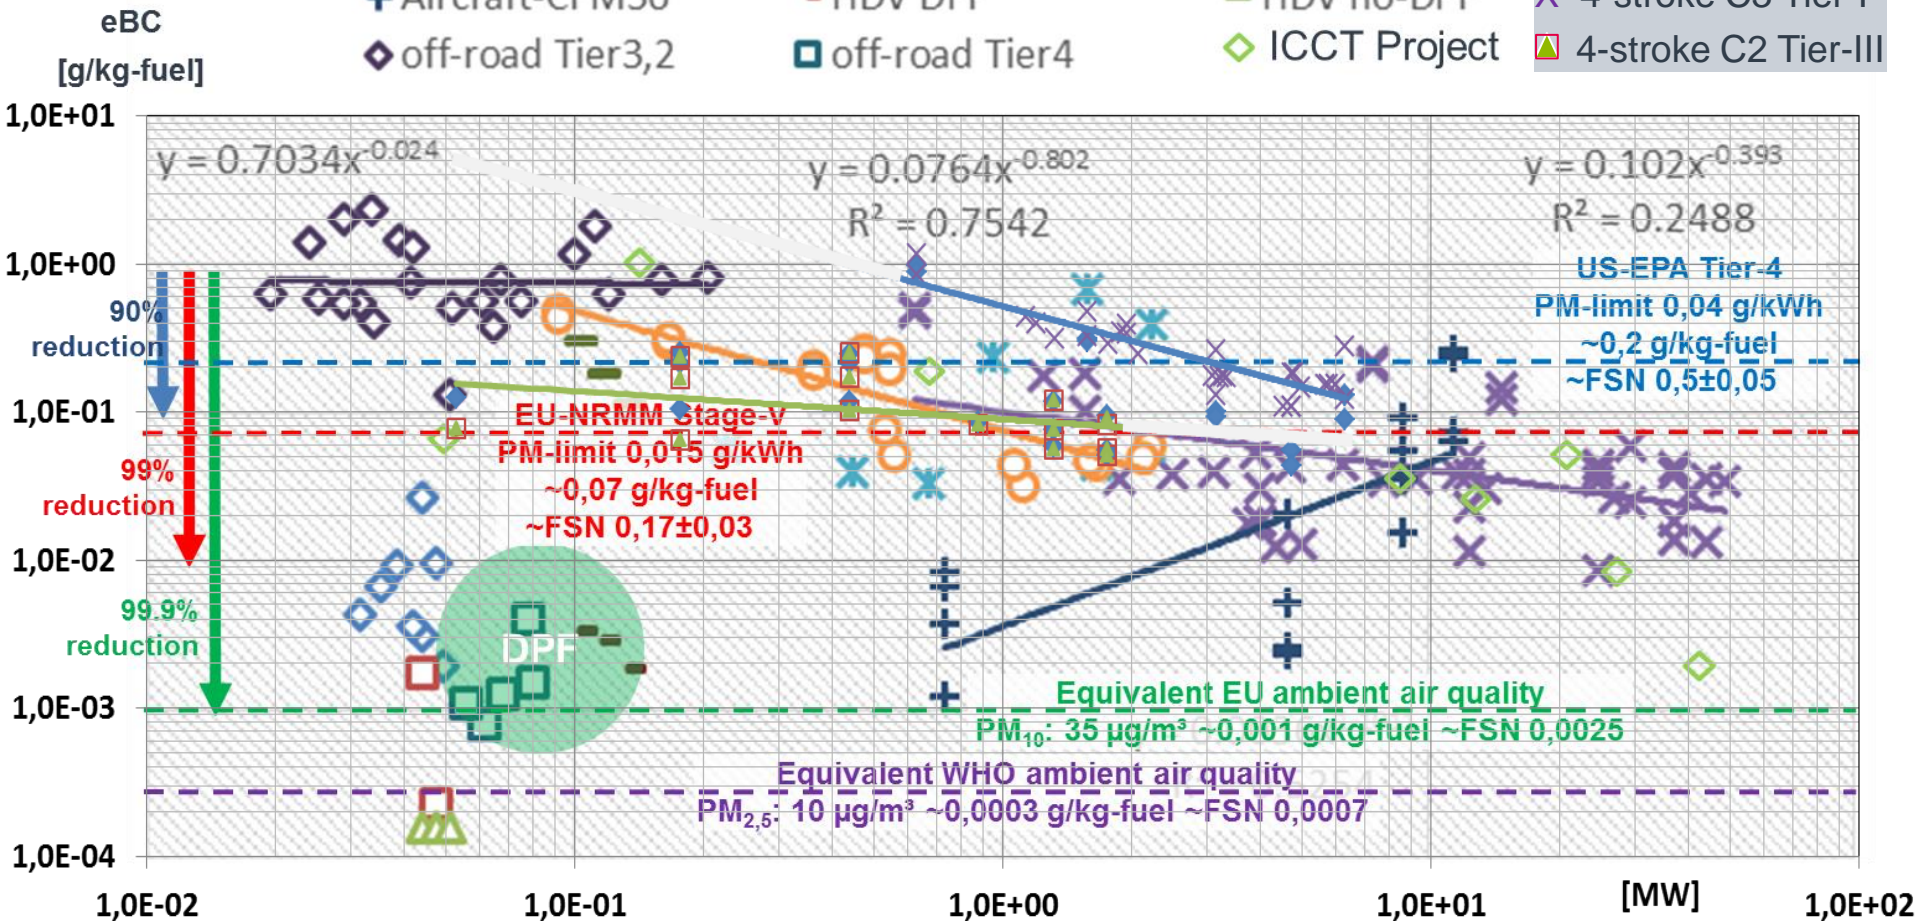 eBC
[g/kg-fuel]
off-road Tier3,2
off-road Tier4
ICCT Project
4-stroke C2 Tier-III
1,0E+01
1,0E+00
1,0E-01
1,0E-02
1,0E-03
1,0E-04
y = 0.7034x^-0.024
y = 0.0764x^-0.802
R² = 0.7542
y = 0.102x^-0.393
R² = 0.2488
US-EPA Tier-4
PM-limit 0,04 g/kWh
~0,2 g/kg-fuel
~FSN 0,5±0,05
90%
reduction
EU-NRMM Stage-V
PM-limit 0,015 g/kWh
~0,07 g/kg-fuel
~FSN 0,17±0,03
99%
reduction
99.9%
reduction
DPF
Equivalent EU ambient air quality
PM10: 35 µg/m³ ~0,001 g/kg-fuel ~FSN 0,0025
Equivalent WHO ambient air quality
PM2,5: 10 µg/m³ ~0,0003 g/kg-fuel ~FSN 0,0007
1,0E-02
1,0E-01
1,0E+00
1,0E+01
[MW]
1,0E+02